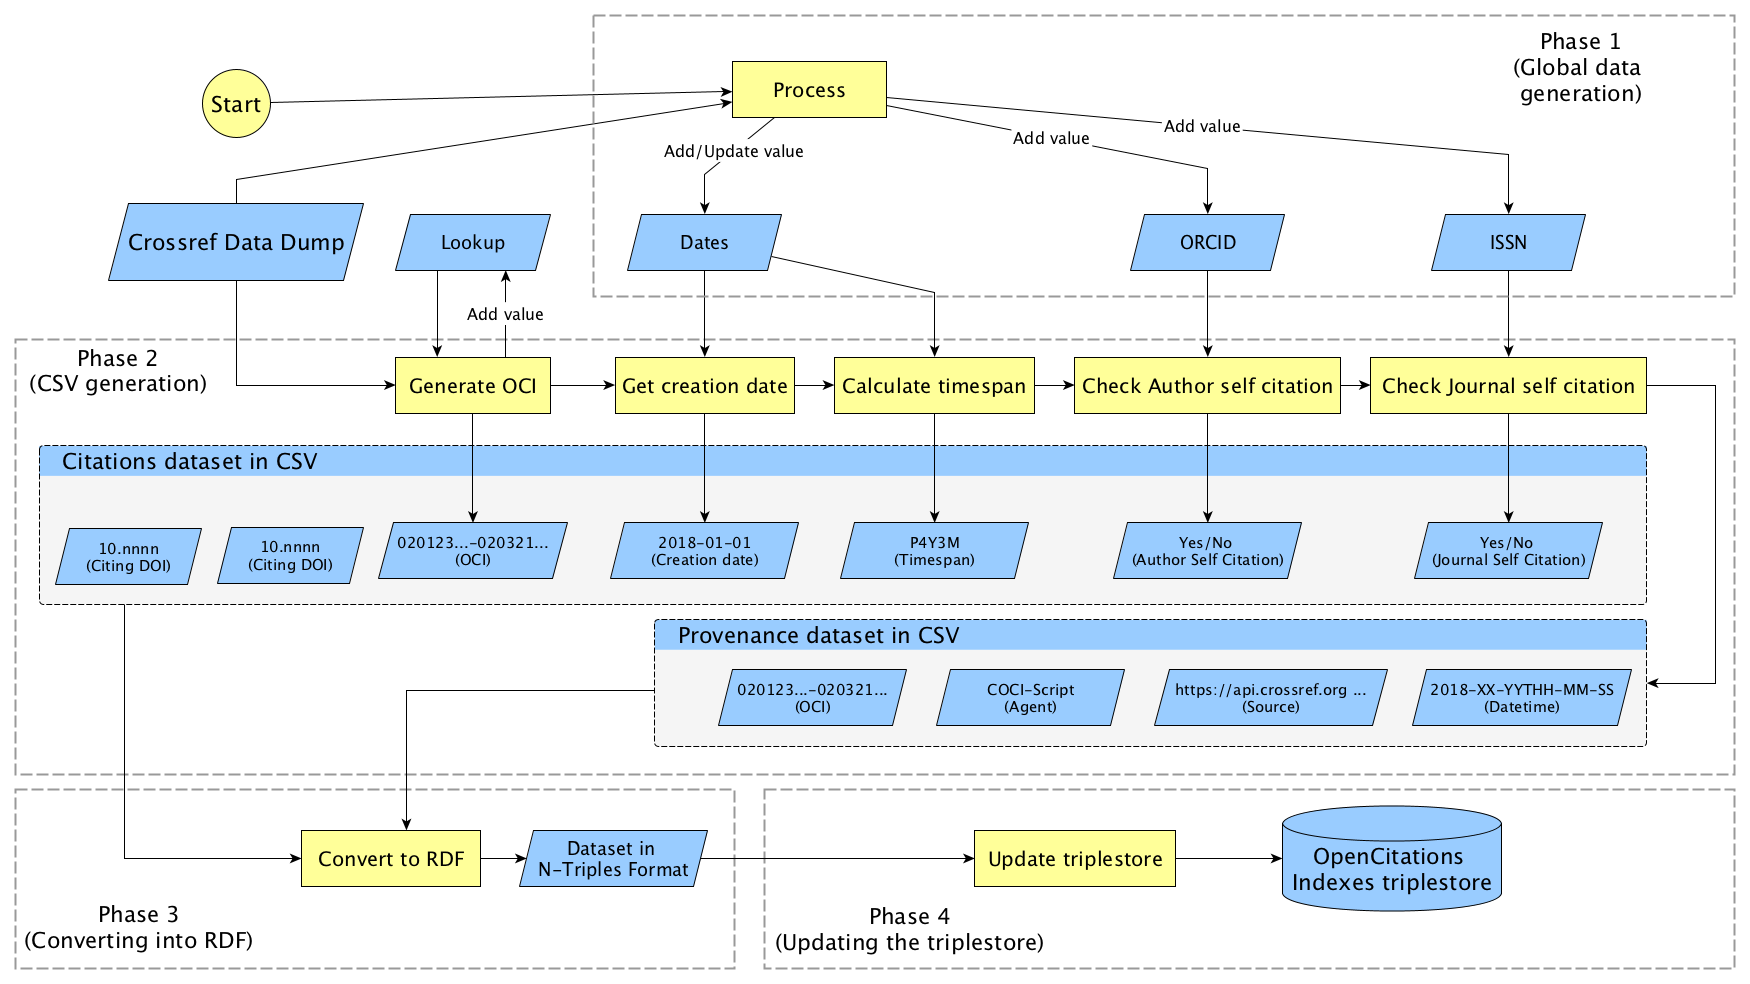 Phase 1
(Global data
generation)
Process
Start
Add value
Add value
Add/Update value
Crossref Data Dump
Lookup
Dates
ORCID
ISSN
Add value
Phase 2
(CSV generation)
Generate OCI
Get creation date
Calculate timespan
Check Author self citation
Check Journal self citation
Citations dataset in CSV
10.nnnn
(Citing DOI)
10.nnnn
(Citing DOI)
020123...-020321...
(OCI)
2018-01-01
(Creation date)
P4Y3M
(Timespan)
Yes/No
(Author Self Citation)
Yes/No
(Journal Self Citation)
Provenance dataset in CSV
020123...-020321...
(OCI)
COCI-Script
(Agent)
https://api.crossref.org ...
(Source)
2018-XX-YYTHH-MM-SS
(Datetime)
Convert to RDF
Dataset in
N-Triples Format
Update triplestore
OpenCitations
Indexes triplestore
Phase 3
(Converting into RDF)
Phase 4
(Updating the triplestore)